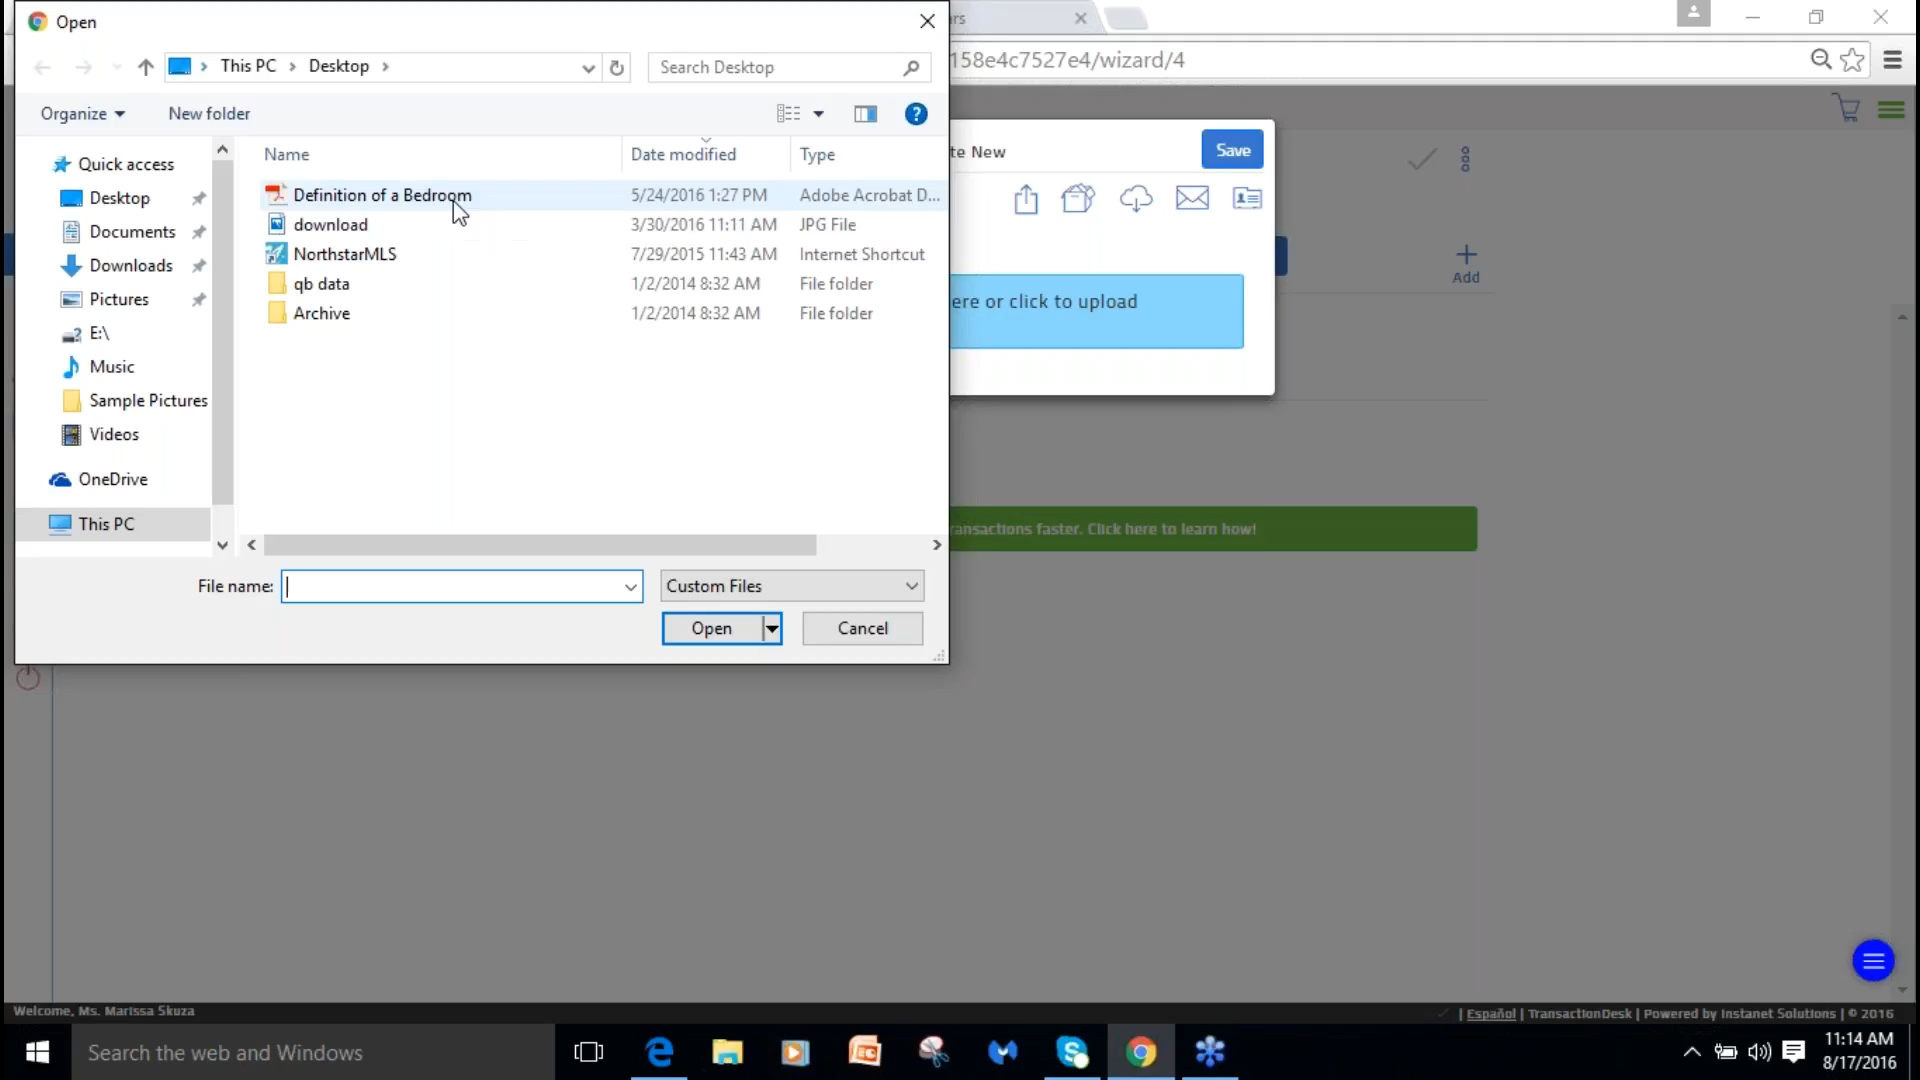 Open
rs
This PC > Desktop >
Search Desktop
158e4c7527e4/wizard/4
Organize
New folder
?
te New
Save
Name
Date modified
Type
Quick access
Desktop
Documents
Downloads
Pictures
E:\
Music
Sample Pictures
Videos
OneDrive
This PC
Definition of a Bedroom 5/24/2016 1:27 PM Adobe Acrobat D...
download 3/30/2016 11:11 AM JPG File
NorthstarMLS 7/29/2015 11:43 AM Internet Shortcut
qb data 1/2/2014 8:32 AM File folder
Archive 1/2/2014 8:32 AM File folder
Add
ere or click to upload
ransactions faster. Click here to learn how!
File name:
Custom Files
Open
Cancel
Welcome, Ms. Marissa Skuza
| Español | TransactionDesk | Powered by Instanet Solutions | © 2016
Search the web and Windows
11:14 AM
8/17/2016